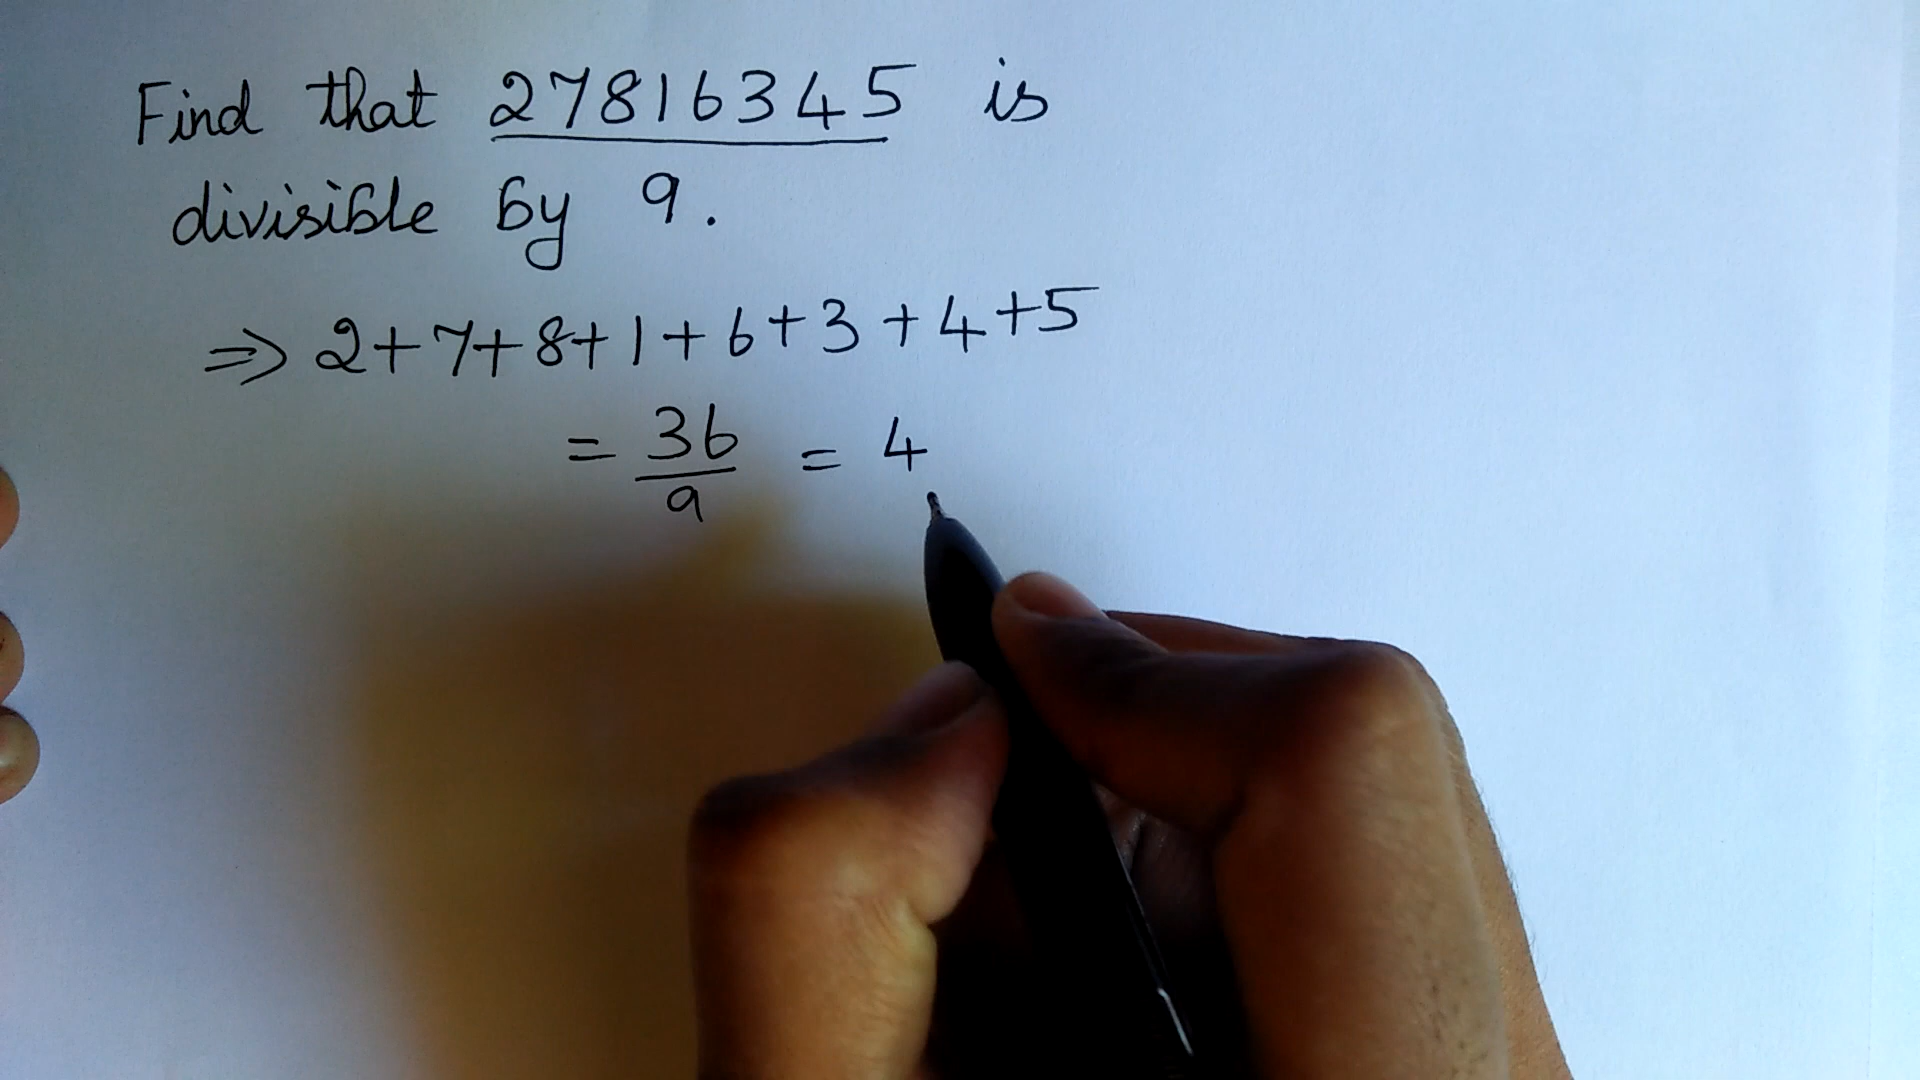 Find that 27816345 is
divisible by 9.
⇒ 2+7+8+1+6+3+4+5
= 36/9 = 4